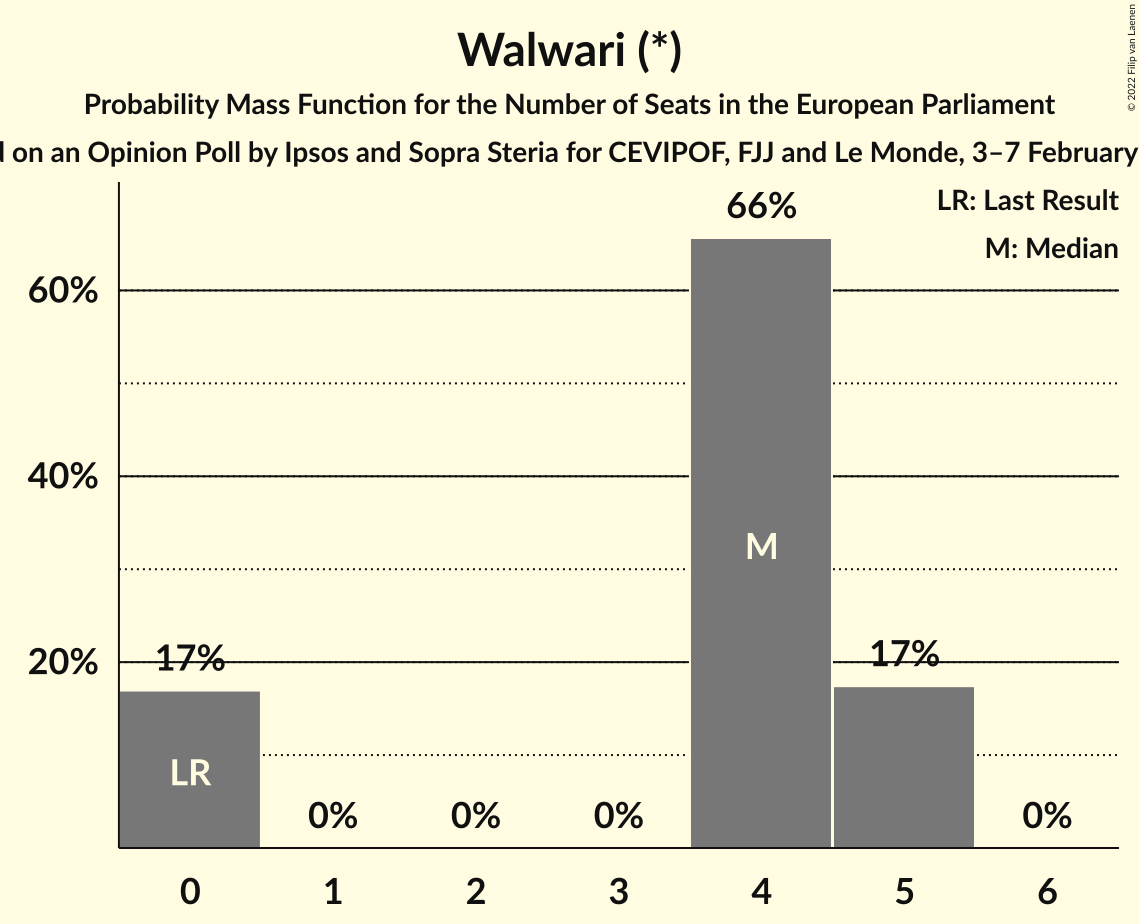 Walwari (*)
Probability Mass Function for the Number of Seats in the European Parliament
on an Opinion Poll by Ipsos and Sopra Steria for CEVIPOF, FJJ and Le Monde, 3–7 February
© 2022 Filip van Laenen
LR: Last Result
M: Median
66%
60%
40%
M
20%
17%
17%
LR
0%
0%
0%
0%
0
1
2
3
4
5
6